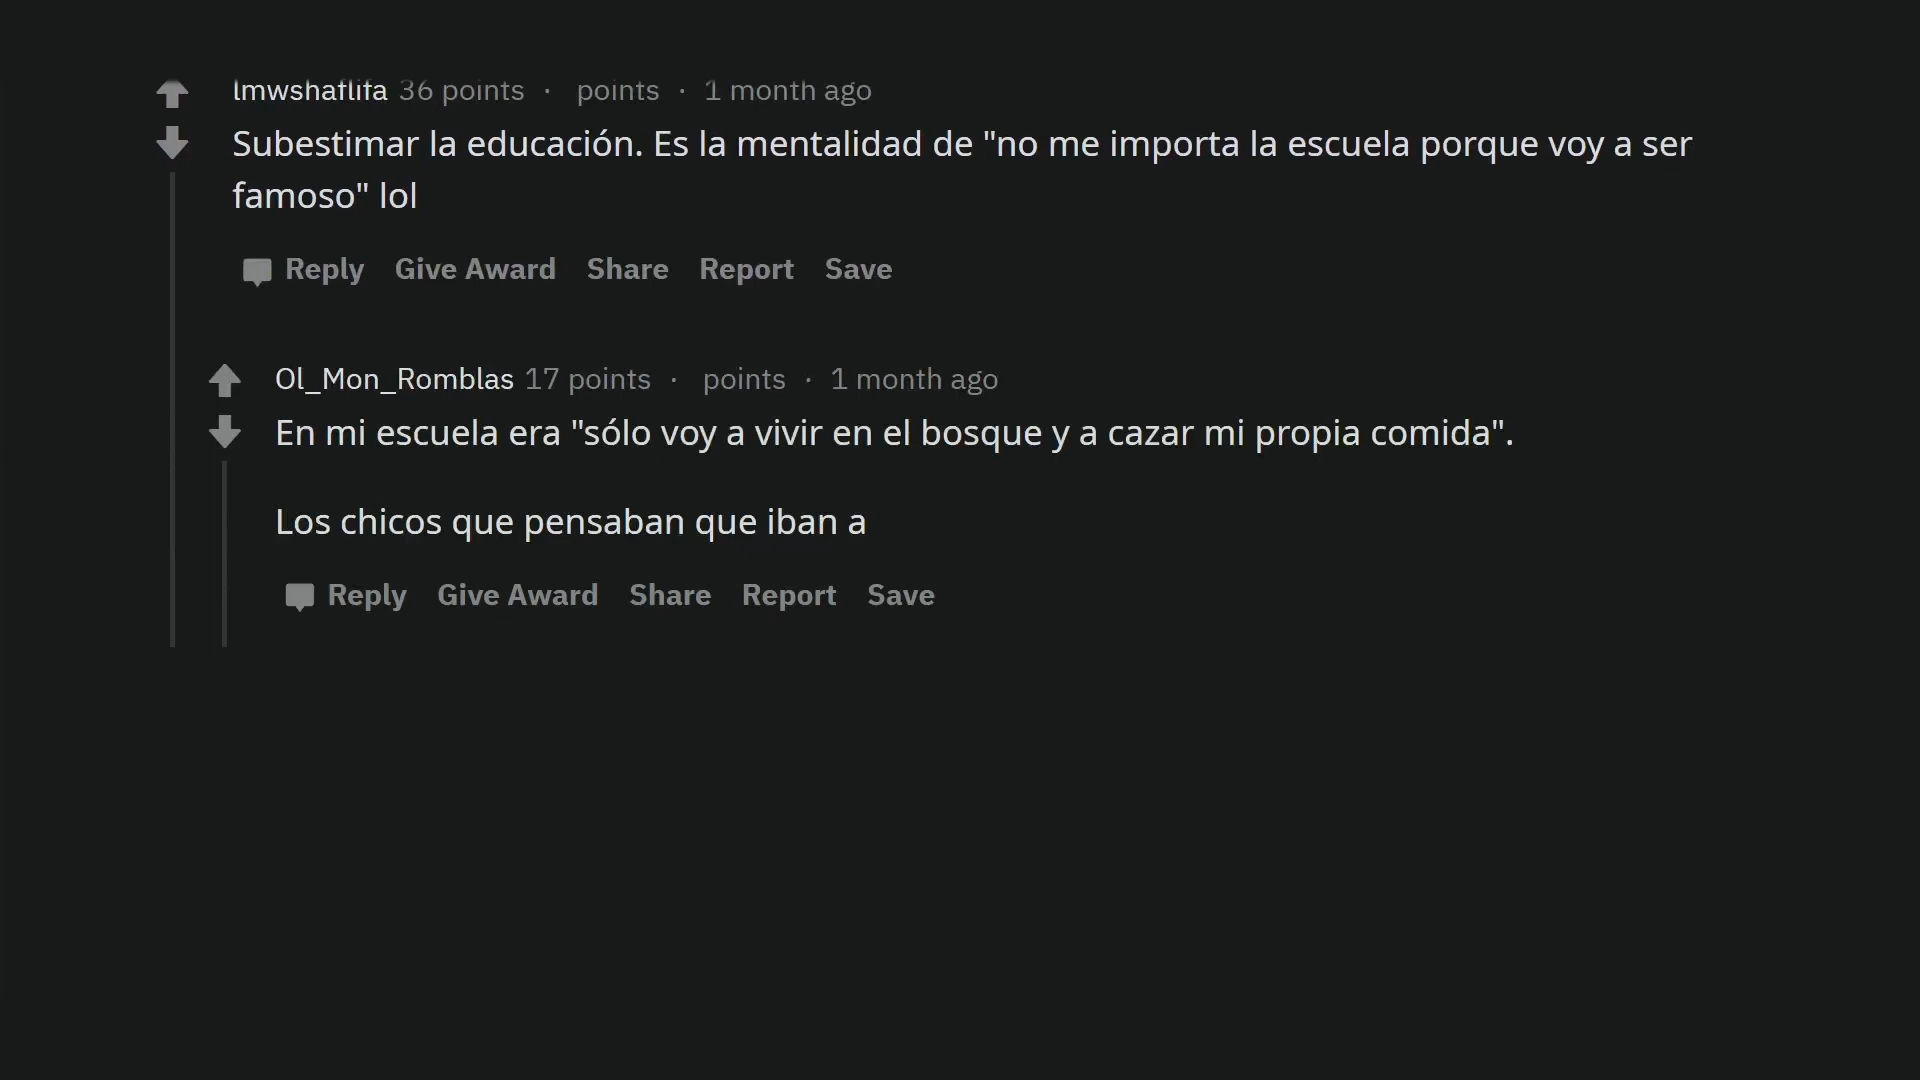 lmwshaflifa 36 points · points · 1 month ago
Subestimar la educación. Es la mentalidad de "no me importa la escuela porque voy a ser
famoso" lol
Reply Give Award Share Report Save
Ol_Mon_Romblas 17 points · points · 1 month ago
En mi escuela era "sólo voy a vivir en el bosque y a cazar mi propia comida".
Los chicos que pensaban que iban a
Reply Give Award Share Report Save